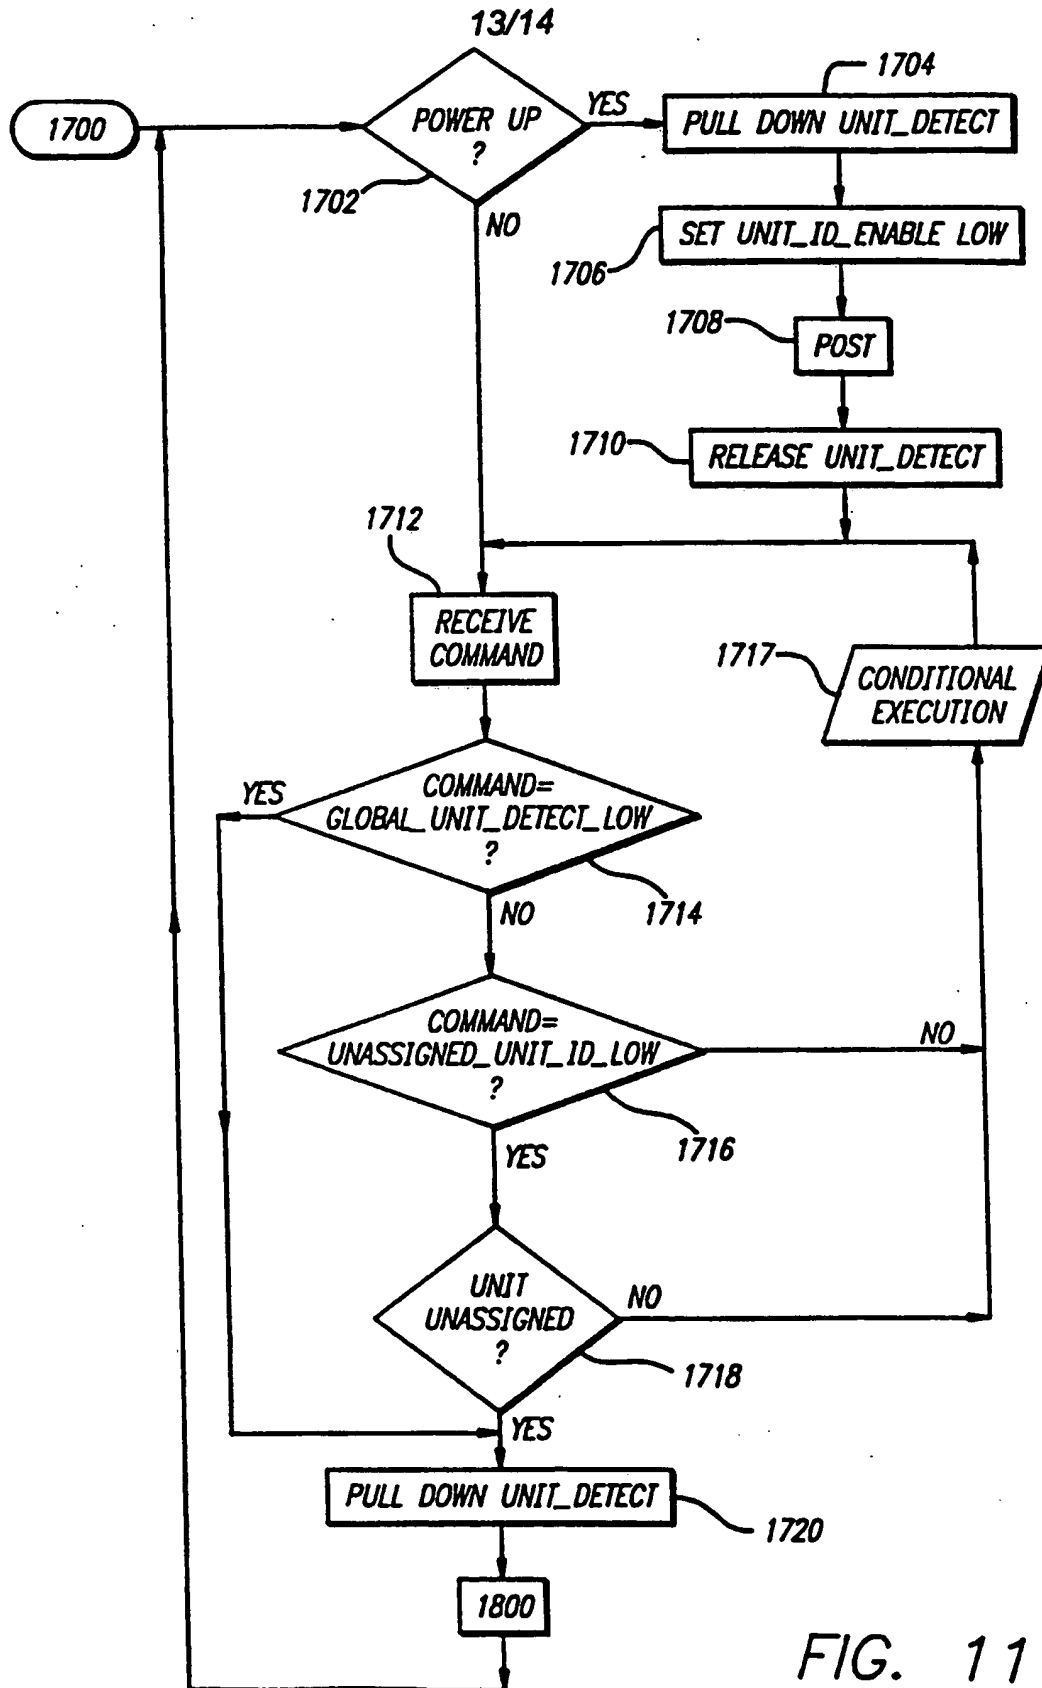 13/14
1700
POWER UP
?
1702
YES
NO
1704
PULL DOWN UNIT_DETECT
SET UNIT_ID_ENABLE LOW
1706
1708
POST
1710
RELEASE UNIT_DETECT
1712
RECEIVE
COMMAND
1717
CONDITIONAL
EXECUTION
YES
COMMAND=
GLOBAL_UNIT_DETECT_LOW
?
1714
NO
COMMAND=
UNASSIGNED_UNIT_ID_LOW
?
NO
1716
YES
UNIT
UNASSIGNED
?
NO
1718
YES
PULL DOWN UNIT_DETECT
1720
1800
FIG. 11